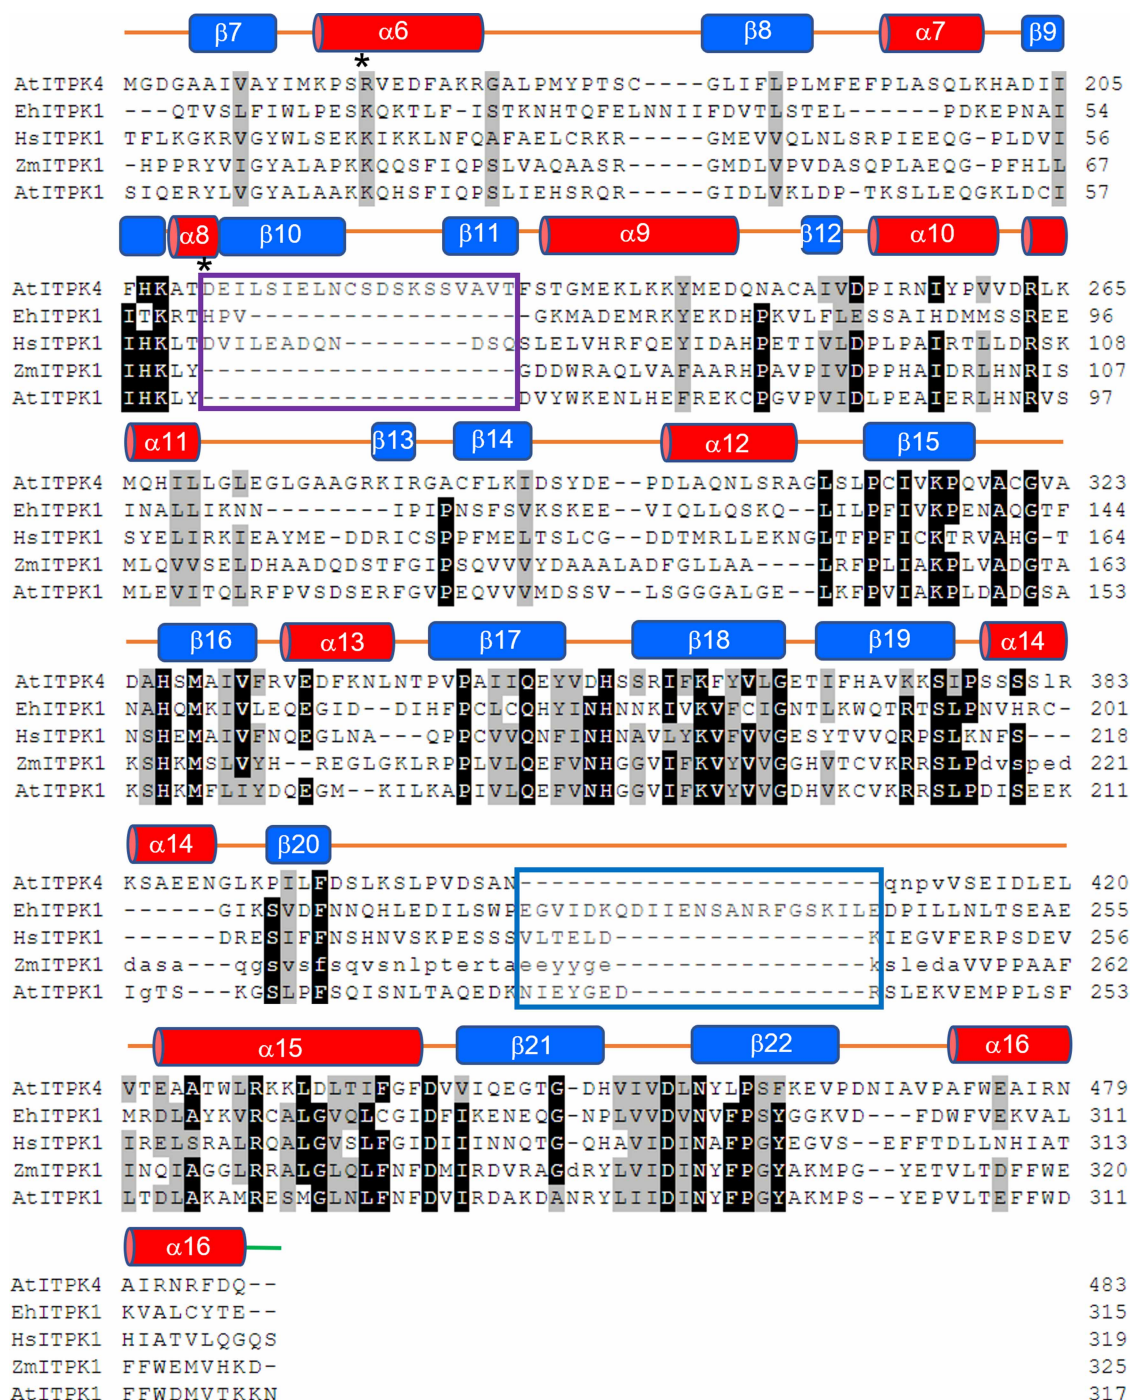 β7 α6 β8 α7 β9
*
AtITPK4 MGDGAAIVAYIMKPSRVEDFAKRGALPMYPTSC----GLIFLPLMFEFPLASQLKHADII 205
EhITPK1 ---QTVSLFIWLPESKQKTLF-ISTKNHTQFELNNIIFDVTLSTEL-----PDKEPNAI 54
HsITPK1 TFLKGKRVGYWLSEKKIKKLNFQAFAELCRKR-----GMEVVQLNLSRPIEEQG-PLDVI 56
ZmITPK1 -HPPRYVIGYALAPKKQQSFIQPSLVAQAASR-----GMDLVPVDASQPLAEQG-PFHLL 67
AtITPK1 SIQERYLVGYALAAKKQHSFIQPSLIEHSRQR-----GIDLVKLDP-TKSLLEQGKLDCI 57
α8 β10 β11 α9 β12 α10
*
AtITPK4 FHKATDEILSIELNCSDSKSSVAVTFSTGMEKLKKYMEDQNACAIVDPIRNIYPVVDRLK 265
EhITPK1 ITKRTHPV-----------------GKMADEMRKYEKDHPKVLFLESSAIHDMMSSREE 96
HsITPK1 IHKLTDVILEADQN--------DSQSLELVHRFQEYIDAHPETIVLDPLPAIRTLLDRSK 108
ZmITPK1 IHKLY-------------------GDDWRAQLVAFAARHPAVPIVDPPHAIDRLHNRIS 107
AtITPK1 IHKLY-------------------DVYWKENLHEFREKCPGVPVIDLPEAIERLHNRVS 97
α11 β13 β14 α12 β15
AtITPK4 MQHILLGLEGLGAAGRKIRGACFLKIDSYDE--PDLAQNLSRAGLSLPCIVKPQVACGVA 323
EhITPK1 INALLIKNN--------IPIPNSFSVKSKEE--VIQLLQSKQ--LILPFIVKPENAQGTF 144
HsITPK1 SYELIRKIEAYME-DDRICSPPFMELTSLCG--DDTMRLLEKNGLTFPFICKTRVAHG-T 164
ZmITPK1 MLQVVSELDHAADQDSTFGIPSQVVVYDAAALADFGLLAA----LRFPLIAKPLVADGTA 163
AtITPK1 MLEVITQLRFPVSDSERFGVPEQVVVMDSSV--LSGGGALGE--LKFPVIAKPLDADGSA 153
β16 α13 β17 β18 β19 α14
AtITPK4 DAHSMAIVFRVEDFKNLNTPVPAIIQEYVDHSSRIFKFYVLGETIFHAVKKSIPSSSSlR 383
EhITPK1 NAHQMKIVLEQEGID--DIHFPCLCQHYINHNNKIVKVFCIGNTLKWQTRTSLPNVHRC- 201
HsITPK1 NSHEMAIVFNQEGLNA---QPPCVVQNFINHNAVLYKVFVVGESYTVVQRPSLKNFS--- 218
ZmITPK1 KSHKMSLVYH--REGLGKLRPPLVLQEFVNHGGVIFKVYVVGGHVTCVKRRSLPdvsped 221
AtITPK1 KSHKMFLIYDQEGM--KILKAPIVLQEFVNHGGVIFKVYVVGDHVKCVKRRSLPDISEEK 211
α14 β20
AtITPK4 KSAEENGLKPILFDSLKSLPVDSAN----------------------qnpvVSEIDLEL 420
EhITPK1 ------GIKSVDFNNQHLEDILSWPEGVIDKQDIIENSANRFGSKILEDPILLNLTSEAE 255
HsITPK1 ------DRESIFFNSHNVSKPESSSVLTELD----------------KIEGVFERPSDEV 256
ZmITPK1 dasa---qgsvsfsqvsnlptertaeeyyge----------------ksledaVVPPAAF 262
AtITPK1 IgTS---KGSLPFSQISNLTAQEDKNIEYGED---------------RSLEKVEMPPLSF 253
α15 β21 β22 α16
AtITPK4 VTEAATWLRKKLDLTIFGFDVVIQEGTG-DHVIVDLNYLPSFKEVPDNIAVPAFWEAIRN 479
EhITPK1 MRDLAYKVRCALGVQLCGIDFIKENEQG-NPLVVDVNVFPSYGGKVD---FDWFVEKVAL 311
HsITPK1 IRELSRALRQALGVSLFGIDIIINNQTG-QHAVIDINAFPGYEGVS--EFFTDLLNHIAT 313
ZmITPK1 INQIAGGLRRALGLQLFNFDMIRDVRAGdRYLVIDINYFPGYAKMPG--YETVLTDFFWE 320
AtITPK1 LTDLAKAMRESMGLNLFNFDVIRDAKDANRYLIIDINYFPGYAKMPS--YEPVLTEFFWD 311
α16
AtITPK4 AIRNRFDQ-- 483
EhITPK1 KVALCYTE-- 315
HsITPK1 HIATVLQGQS 319
ZmITPK1 FFWEMVHKD- 325
AtITPK1 FFWDMVTKKN 317